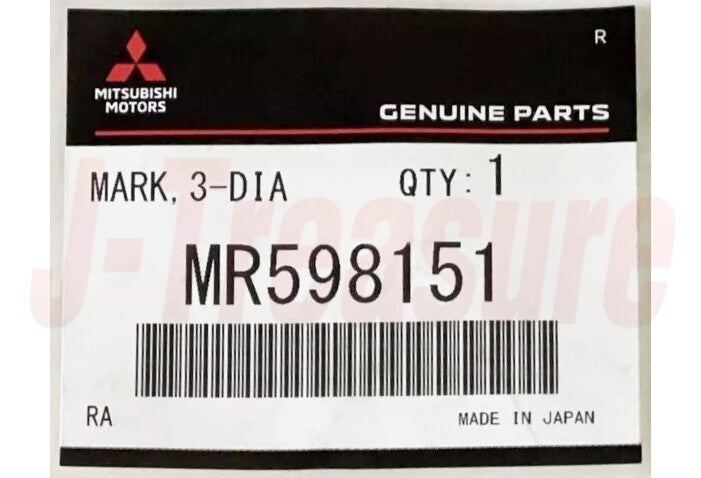 R
MITSUBISHI
MOTORS
GENUINE PARTS
MARK, 3-DIA QTY: 1
J-Treasure
MR598151
RA MADE IN JAPAN